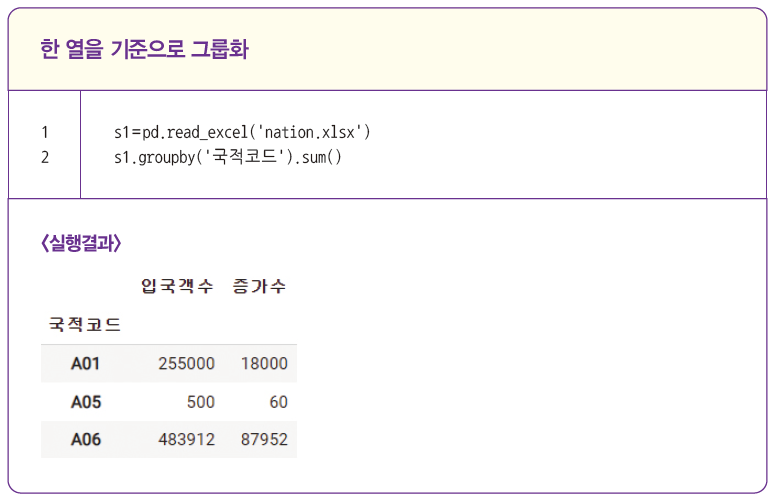 한 열을 기준으로 그룹화
1 s1=pd.read_excel('nation.xlsx')
2 s1.groupby('국적코드').sum()
〈실행결과〉
입국객수 증가수
국적코드
A01 255000 18000
A05 500 60
A06 483912 87952